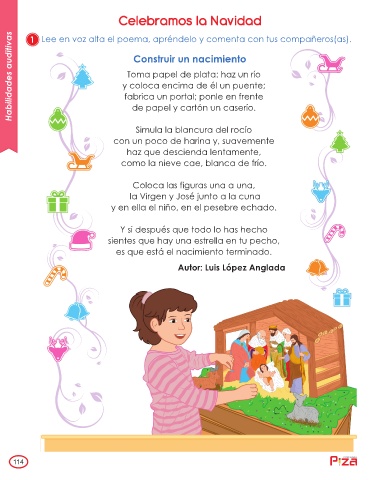 Celebramos la Navidad
Habilidades auditivas
1 Lee en voz alta el poema, apréndelo y comenta con tus compañeros(as).
Construir un nacimiento
Toma papel de plata; haz un río
y coloca encima de él un puente;
fabrica un portal; ponle en frente
de papel y cartón un caserío.
Simula la blancura del rocío
con un poco de harina y, suavemente
haz que descienda lentamente,
como la nieve cae, blanca de frío.
Coloca las figuras una a una,
la Virgen y José junto a la cuna
y en ella el niño, en el pesebre echado.
Y si después que todo lo has hecho
sientes que hay una estrella en tu pecho,
es que está el nacimiento terminado.
Autor: Luis López Anglada
114
Piza